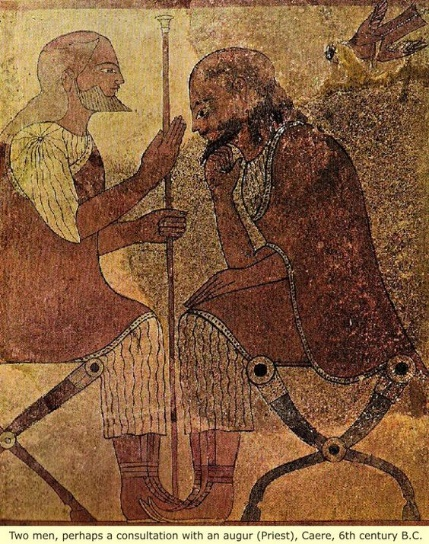 Two men, perhaps a consultation with an augur (Priest), Caere, 6th century B.C.